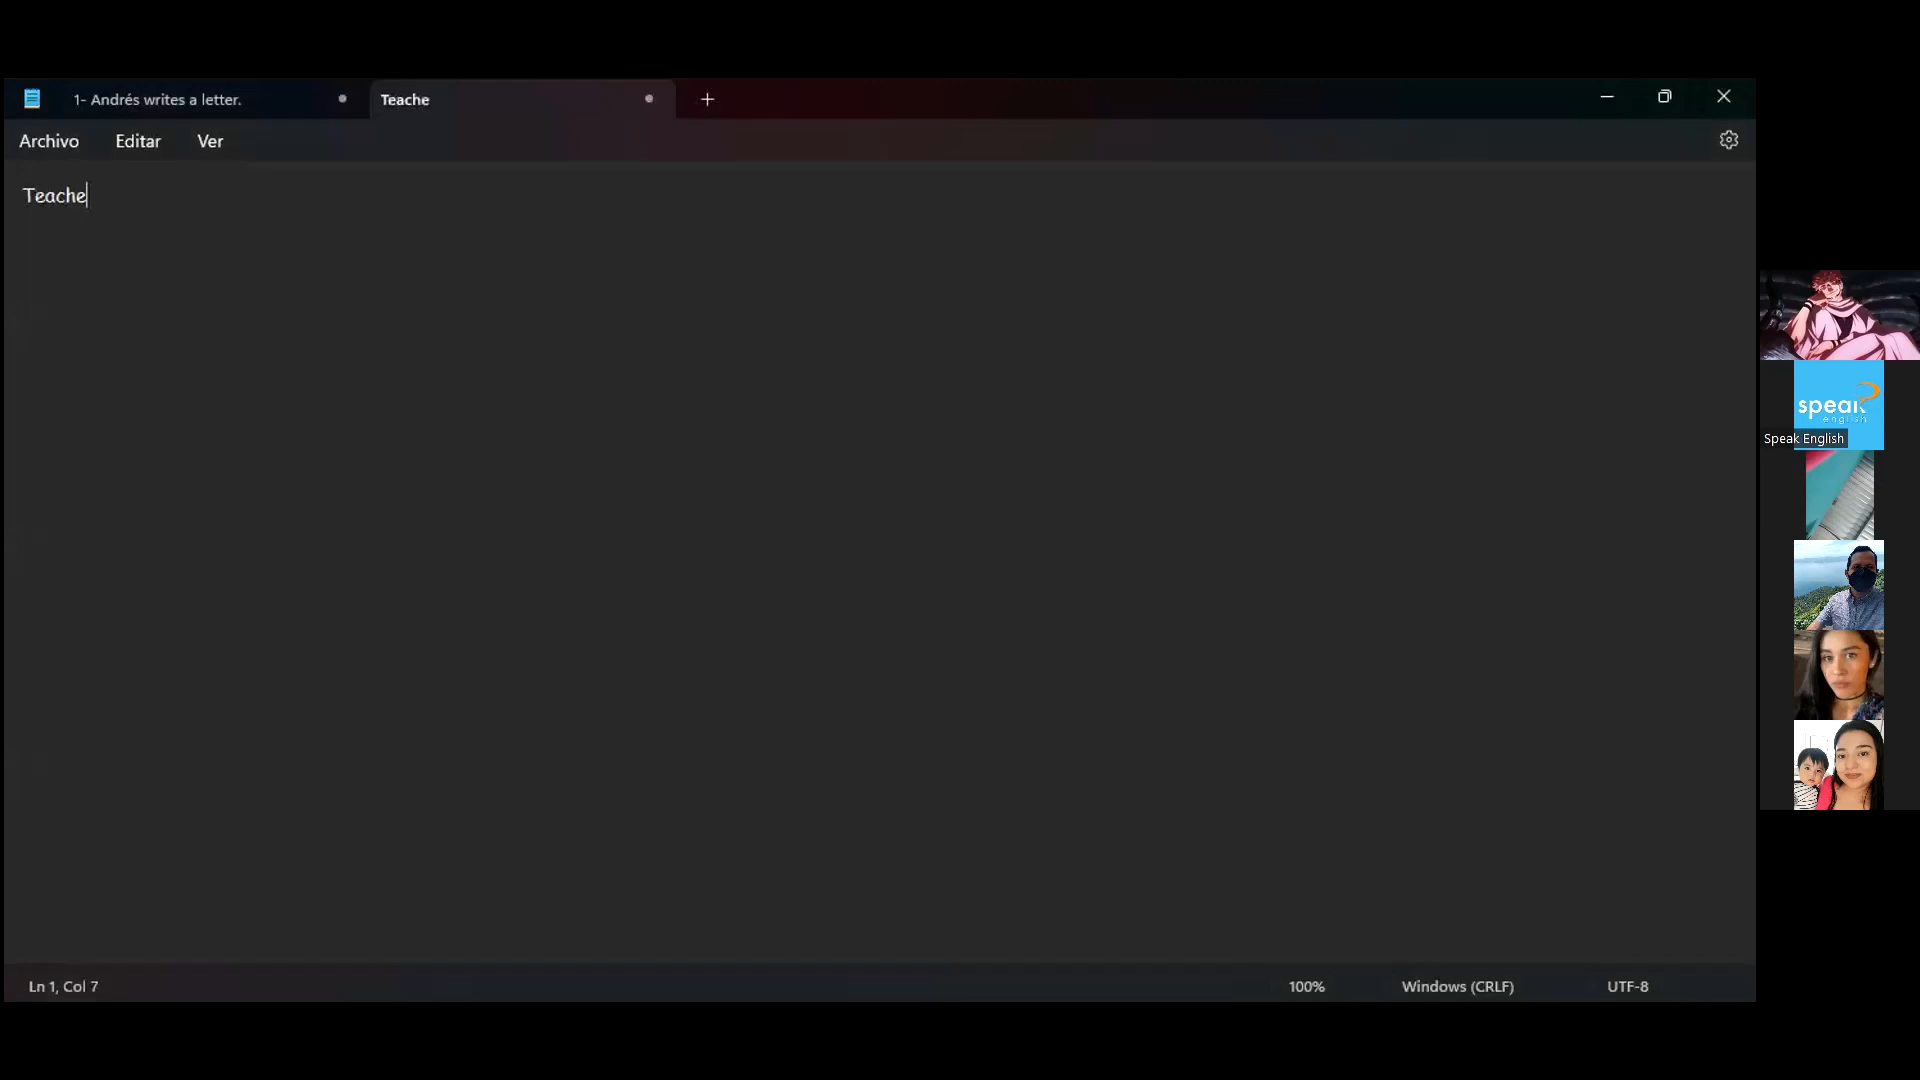 1- Andrés writes a letter.
Teache
Archivo Editar Ver
Teache
speak
english
Speak English
Ln 1, Col 7
100%
Windows (CRLF)
UTF-8